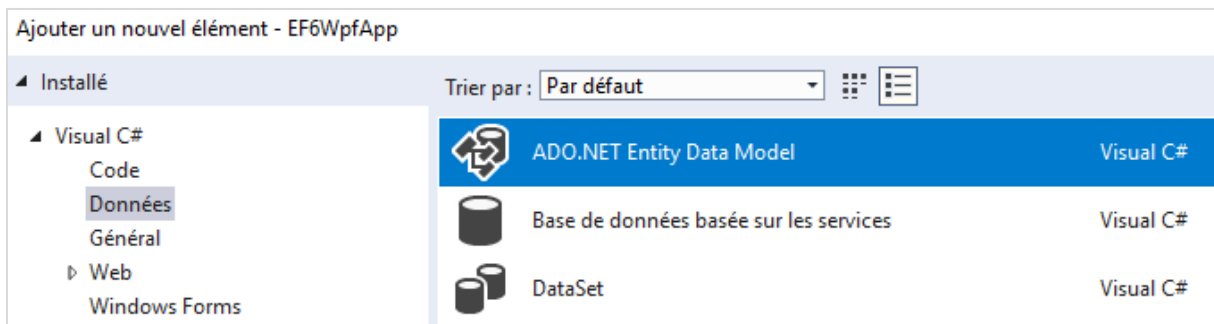 Ajouter un nouvel élément - EF6WpfApp
Installé
Trier par : Par défaut
Visual C#
Code
Données
Général
Web
Windows Forms
ADO.NET Entity Data Model Visual C#
Base de données basée sur les services Visual C#
DataSet Visual C#